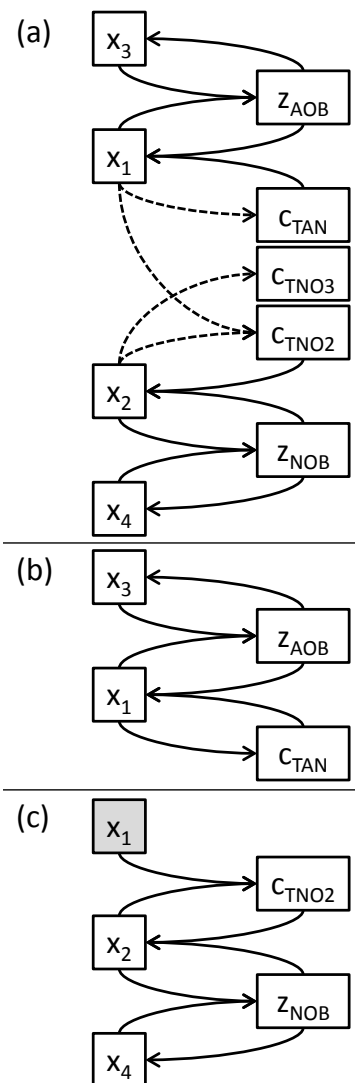 (a)
x3
zAOB
x1
cTAN
cTNO3
cTNO2
x2
zNOB
x4
(b)
x3
zAOB
x1
cTAN
(c)
x1
cTNO2
x2
zNOB
x4